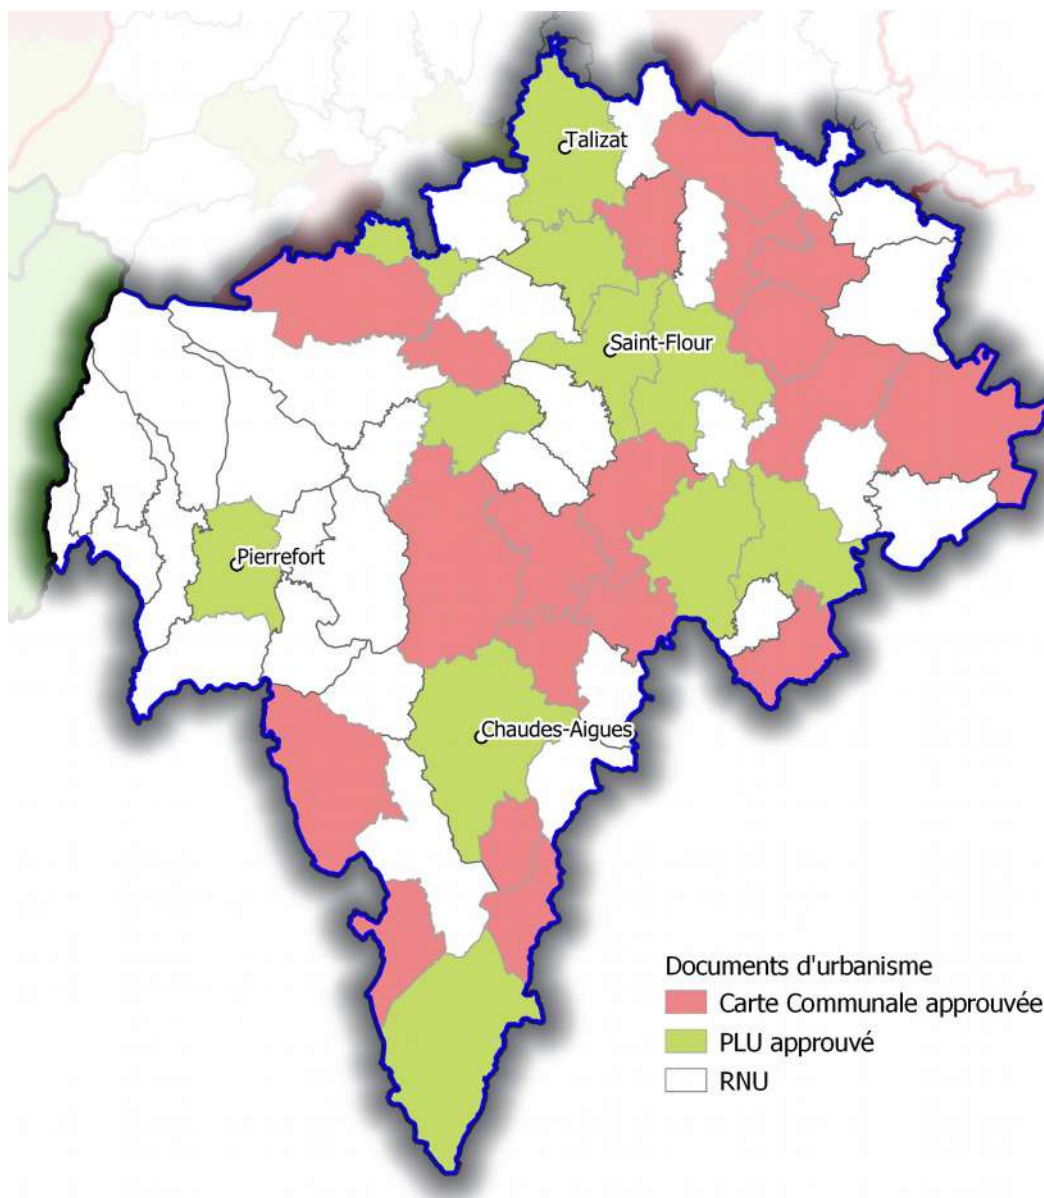 Talizat
Saint-Flour
Pierrefort
Chaudes-Aigues
Documents d'urbanisme
Carte Communale approuvée
PLU approuvé
RNU